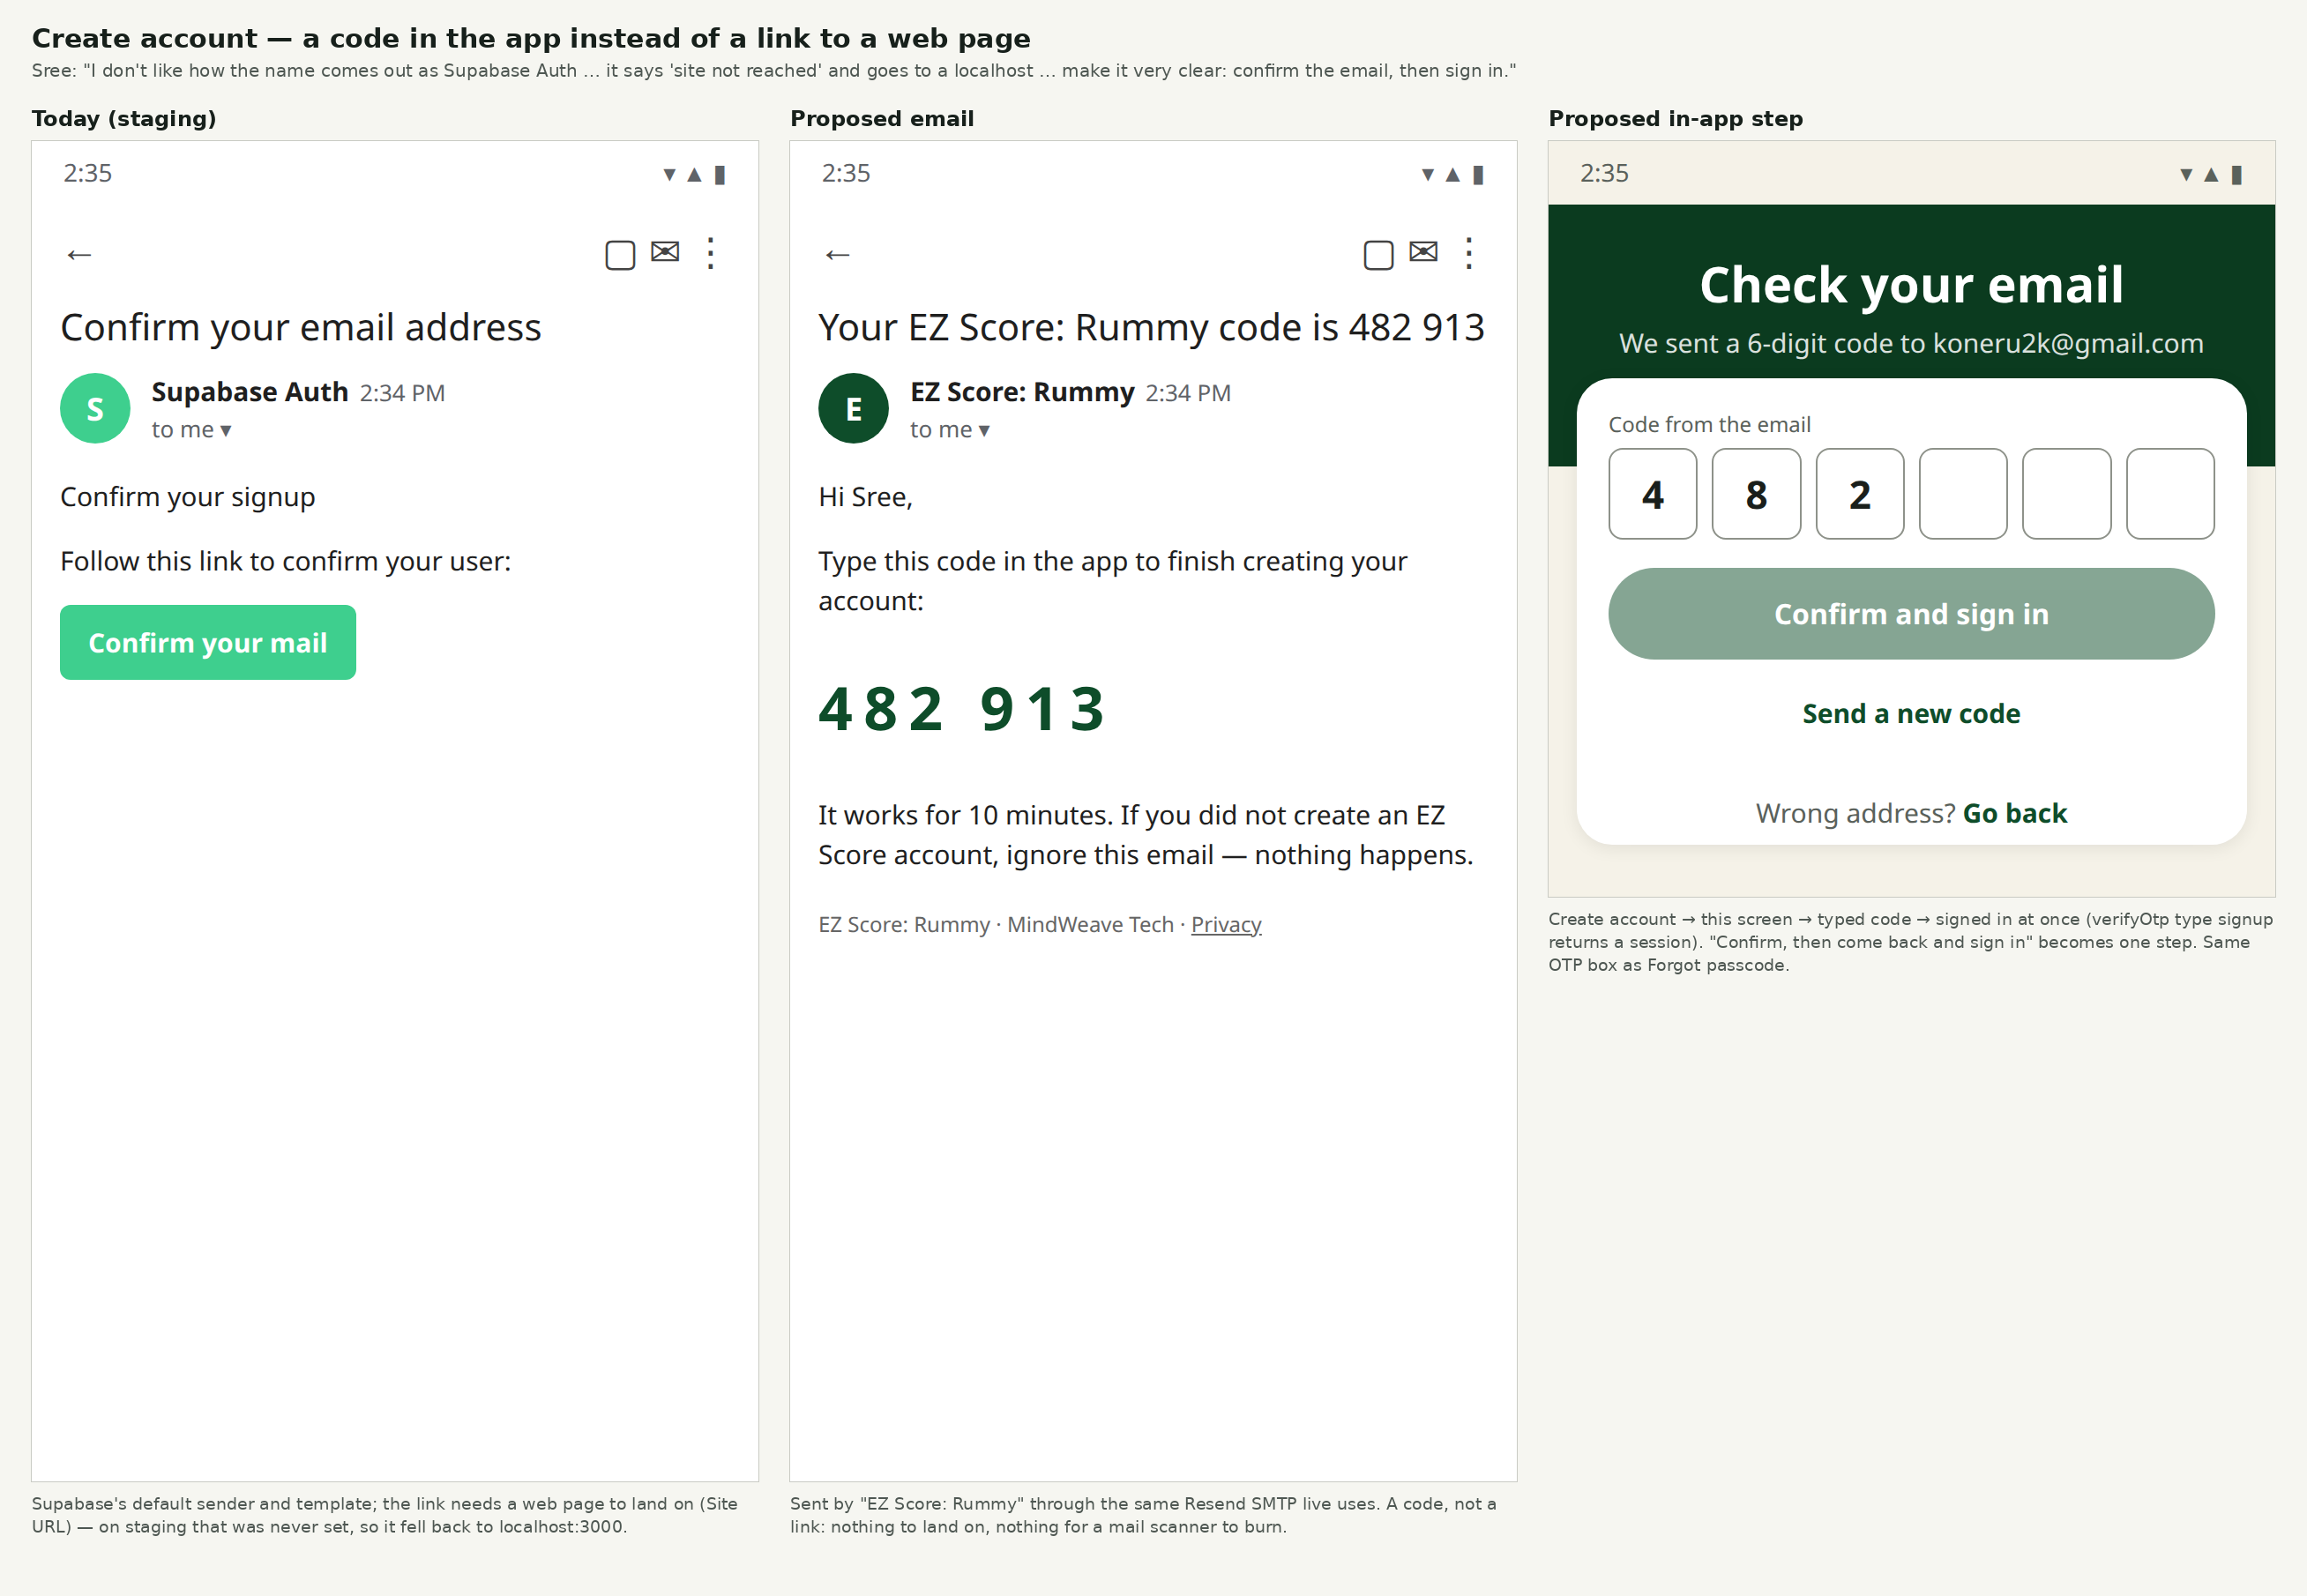 Create account — a code in the app instead of a link to a web page
Sree: "I don't like how the name comes out as Supabase Auth ... it says 'site not reached' and goes to a localhost ... make it very clear: confirm the email, then sign in."
Today (staging)
2:35
Confirm your email address
S
Supabase Auth 2:34 PM
to me
Confirm your signup
Follow this link to confirm your user:
Confirm your mail
Supabase's default sender and template; the link needs a web page to land on (Site
URL) — on staging that was never set, so it fell back to localhost:3000.
Proposed email
2:35
Your EZ Score: Rummy code is 482 913
E
EZ Score: Rummy 2:34 PM
to me
Hi Sree,
Type this code in the app to finish creating your
account:
482 913
It works for 10 minutes. If you did not create an EZ
Score account, ignore this email — nothing happens.
EZ Score: Rummy · MindWeave Tech · Privacy
Sent by "EZ Score: Rummy" through the same Resend SMTP live uses. A code, not a
link: nothing to land on, nothing for a mail scanner to burn.
Proposed in-app step
2:35
Check your email
We sent a 6-digit code to koneru2k@gmail.com
Code from the email
4 8 2
Confirm and sign in
Send a new code
Wrong address? Go back
Create account → this screen → typed code → signed in at once (verifyOtp type signup
returns a session). "Confirm, then come back and sign in" becomes one step. Same
OTP box as Forgot passcode.